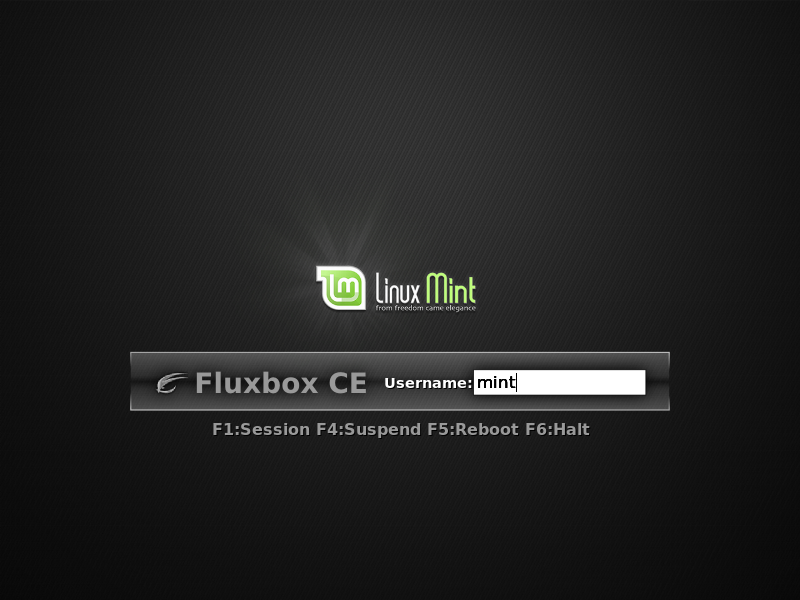 Linux Mint
from freedom came elegance
Fluxbox CE Username: mint
F1:Session F4:Suspend F5:Reboot F6:Halt